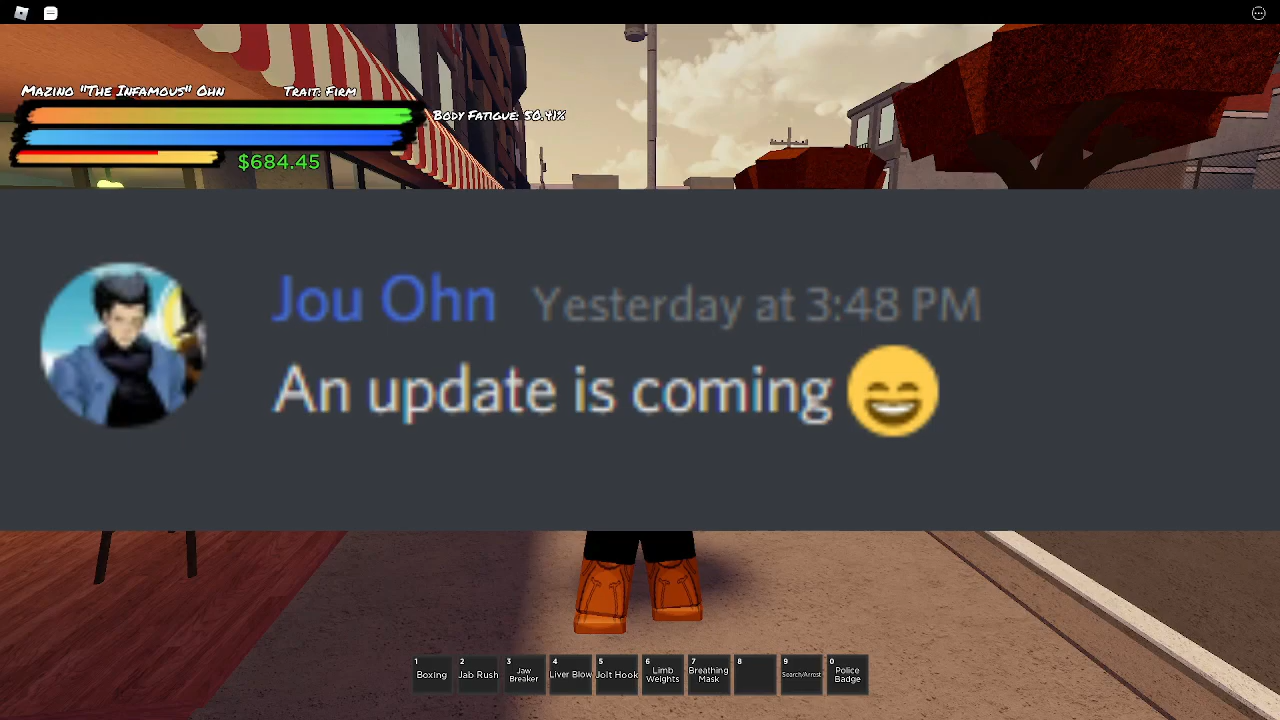 Mazino "The Infamous" Ohn Trait: Firm
Body Fatigue: 50.41%
$684.45
Jou Ohn Yesterday at 3:48 PM
An update is coming 😄
1 2 3 4 5 6 7 8 9 0
Boxing
Jab Rush
Jaw
Breaker
Liver Blow
Jolt Hook
Limb
Weights
Breathing
Mask
Search/Arrest
Police
Badge